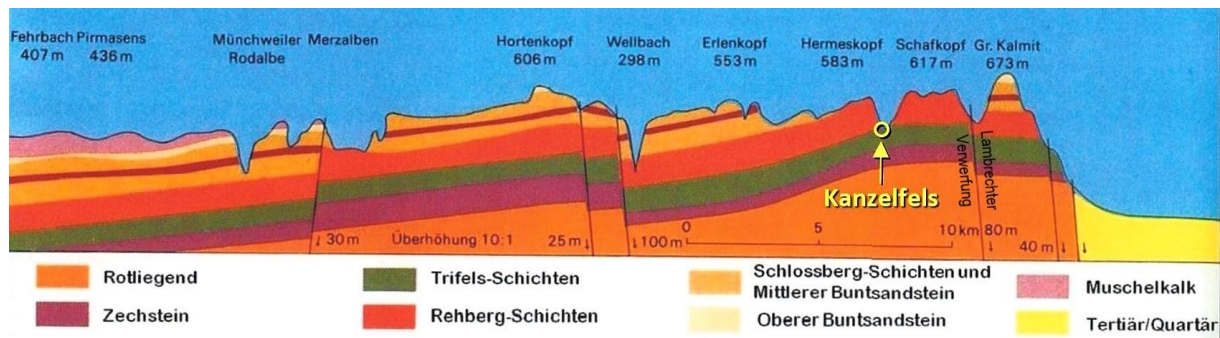 Fehrbach Pirmasens
407 m 436 m
Münchweiler Merzalben
Rodalbe
Hortenkopf
606 m
Wellbach
298 m
Erlenkopf
553 m
Hermeskopf
583 m
Schafkopf
617 m
Gr. Kalmit
673 m
Lambrechter
Verwerfung
Kanzelfels
30 m
Überhöhung 10:1
25 m
100 m
0
5
10 km
80 m
40 m
Rotliegend
Zechstein
Trifels-Schichten
Rehberg-Schichten
Schlossberg-Schichten und
Mittlerer Buntsandstein
Oberer Buntsandstein
Muschelkalk
Tertiär/Quartär